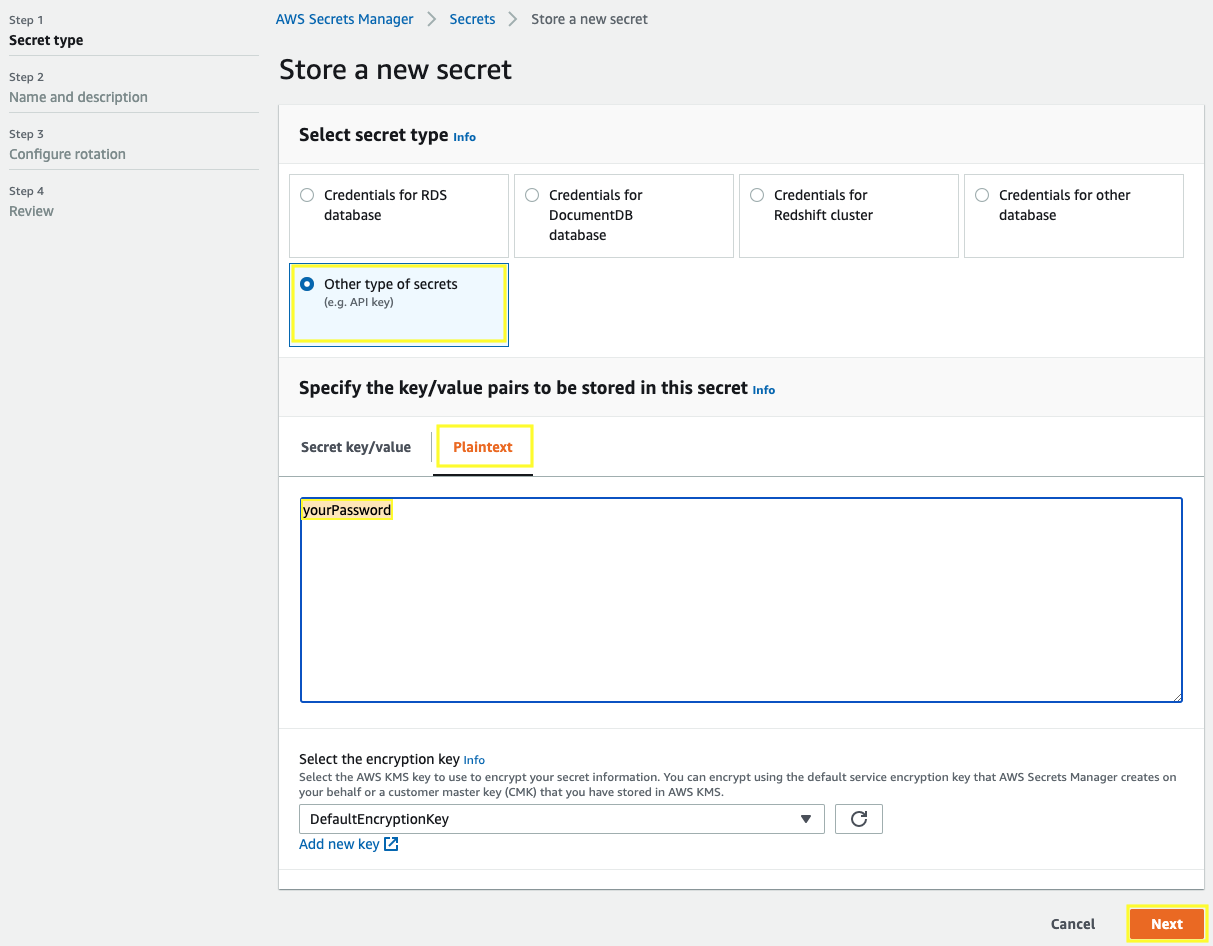 Step 1
Secret type
Step 2
Name and description
Step 3
Configure rotation
Step 4
Review
AWS Secrets Manager
Secrets
Store a new secret
Store a new secret
Select secret type Info
Credentials for RDS
database
Credentials for
DocumentDB
database
Credentials for
Redshift cluster
Credentials for other
database
Other type of secrets
(e.g. API key)
Specify the key/value pairs to be stored in this secret Info
Secret key/value
Plaintext
yourPassword
Select the encryption key Info
Select the AWS KMS key to use to encrypt your secret information. You can encrypt using the default service encryption key that AWS Secrets Manager creates on
your behalf or a customer master key (CMK) that you have stored in AWS KMS.
DefaultEncryptionKey
Add new key
Cancel
Next